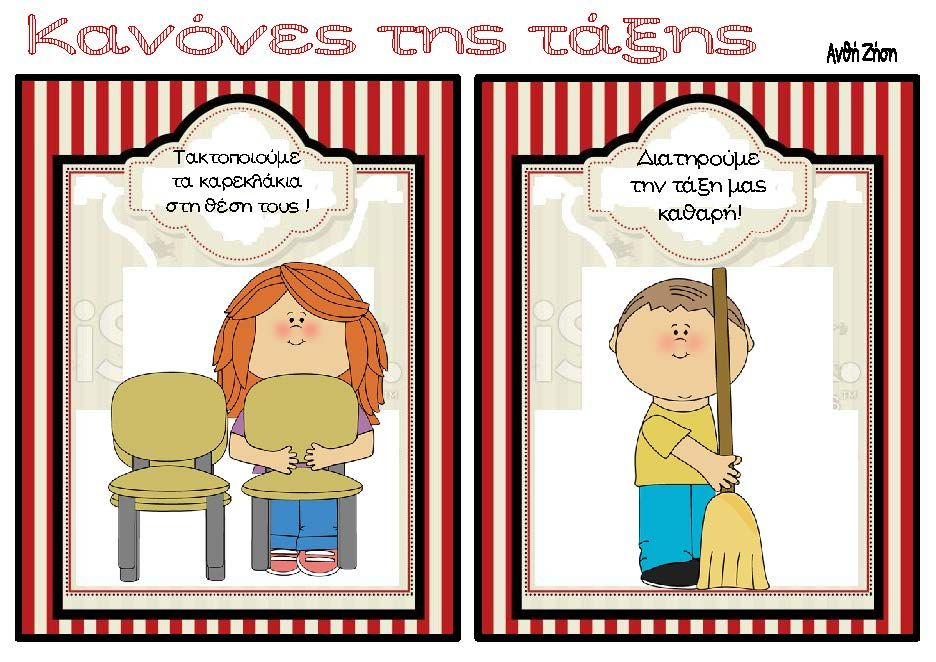 Κανόνες της τάξης
Ανθή Ζήση
Τακτοποιούμε
τα καρεκλάκια
στη θέση τους !
Διατηρούμε
την τάξη μας
καθαρή!